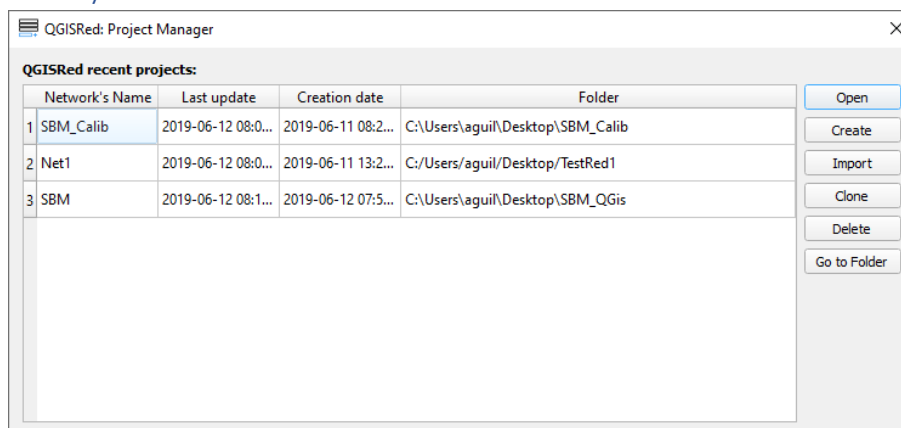 QGISRed: Project Manager
QGISRed recent projects:
Network's Name Last update Creation date Folder
1 SBM_Calib 2019-06-12 08:0... 2019-06-11 08:2... C:\Users\aguil\Desktop\SBM_Calib
2 Net1 2019-06-12 08:0... 2019-06-11 13:2... C:/Users/aguil/Desktop/TestRed1
3 SBM 2019-06-12 08:1... 2019-06-12 07:5... C:\Users\aguil\Desktop\SBM_QGis
Open
Create
Import
Clone
Delete
Go to Folder